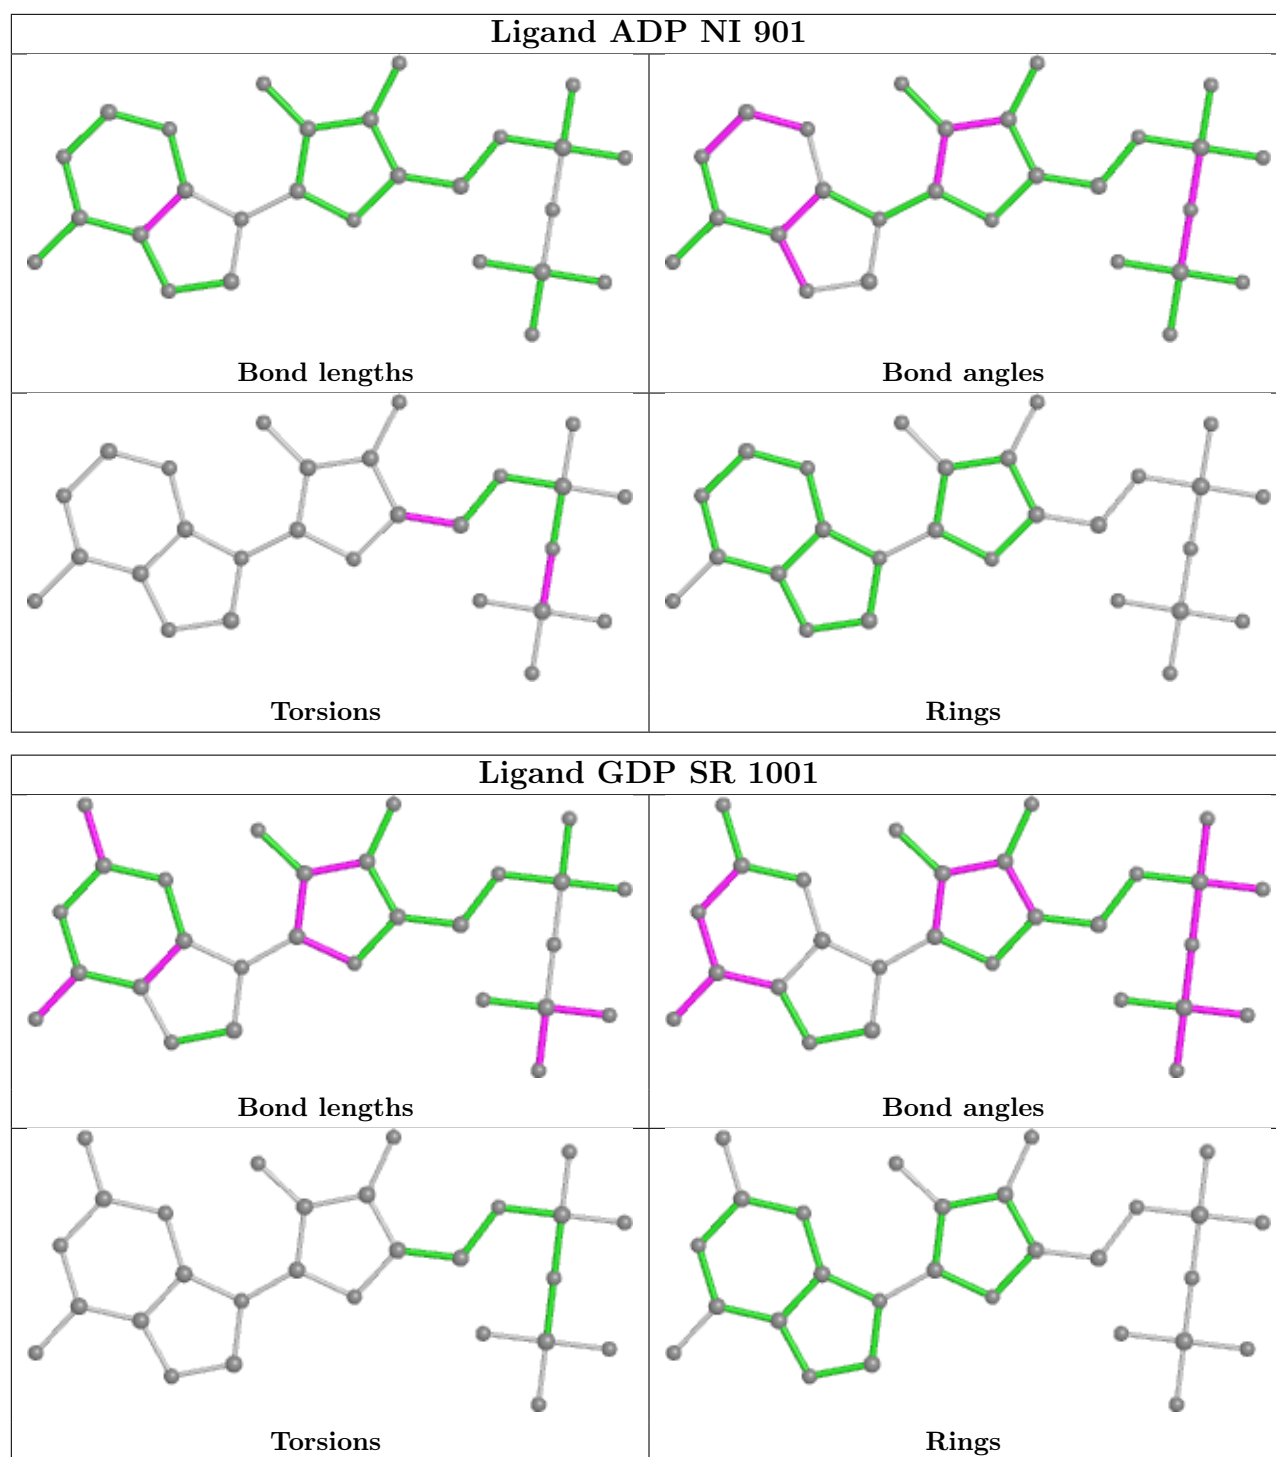 Ligand ADP NI 901
Bond lengths
Bond angles
Torsions
Rings
Ligand GDP SR 1001
Bond lengths
Bond angles
Torsions
Rings